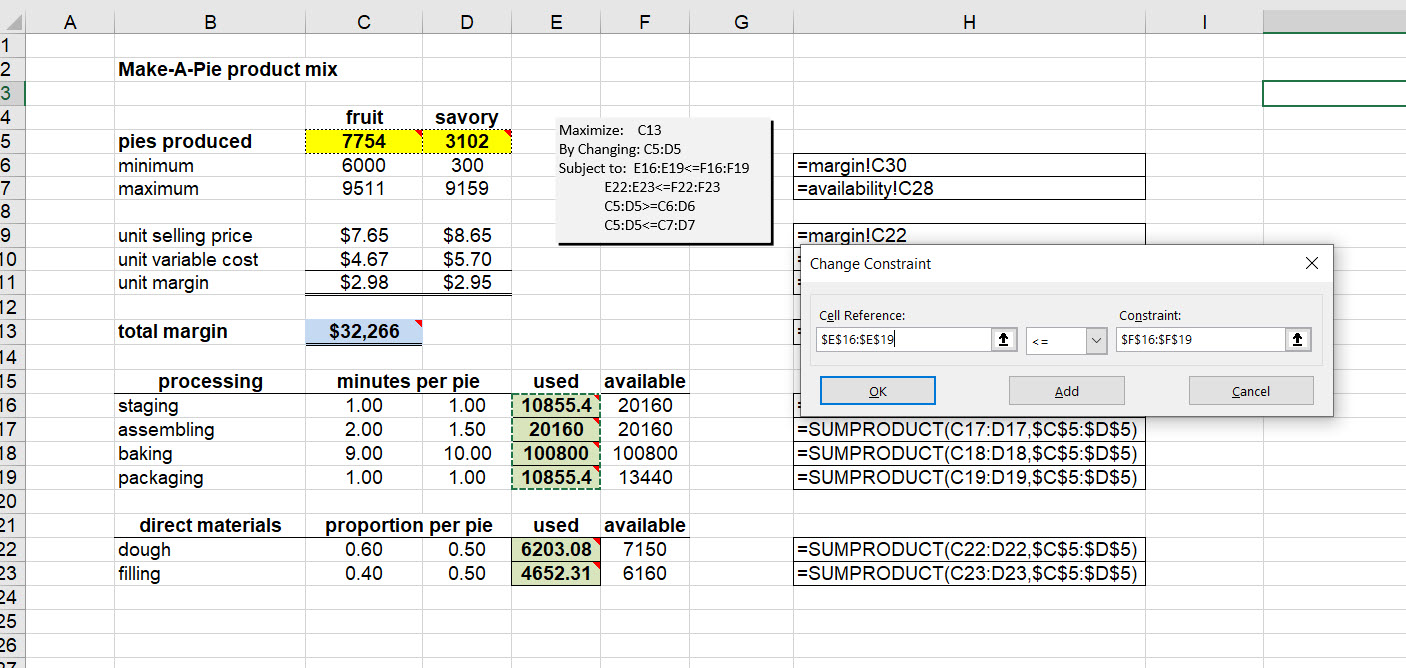 A B C D E F G H I
1
2 Make-A-Pie product mix
3
4 fruit savory
5 pies produced 7754 3102
6 minimum 6000 300 =margin!C30
7 maximum 9511 9159 =availability!C28
8
9 unit selling price $7.65 $8.65 =margin!C22
10 unit variable cost $4.67 $5.70 =
11 unit margin $2.98 $2.95 =
12
13 total margin $32,266 =
14
15 processing minutes per pie used available
16 staging 1.00 1.00 10855.4 20160 =
17 assembling 2.00 1.50 20160 20160 =SUMPRODUCT(C17:D17,$C$5:$D$5)
18 baking 9.00 10.00 100800 100800 =SUMPRODUCT(C18:D18,$C$5:$D$5)
19 packaging 1.00 1.00 10855.4 13440 =SUMPRODUCT(C19:D19,$C$5:$D$5)
20
21 direct materials proportion per pie used available
22 dough 0.60 0.50 6203.08 7150 =SUMPRODUCT(C22:D22,$C$5:$D$5)
23 filling 0.40 0.50 4652.31 6160 =SUMPRODUCT(C23:D23,$C$5:$D$5)
24
25
26
Maximize: C13
By Changing: C5:D5
Subject to: E16:E19<=F16:F19
E22:E23<=F22:F23
C5:D5>=C6:D6
C5:D5<=C7:D7
Change Constraint
Cell Reference: Constraint:
$E$16:$E$19 <= $F$16:$F$19
OK Add Cancel